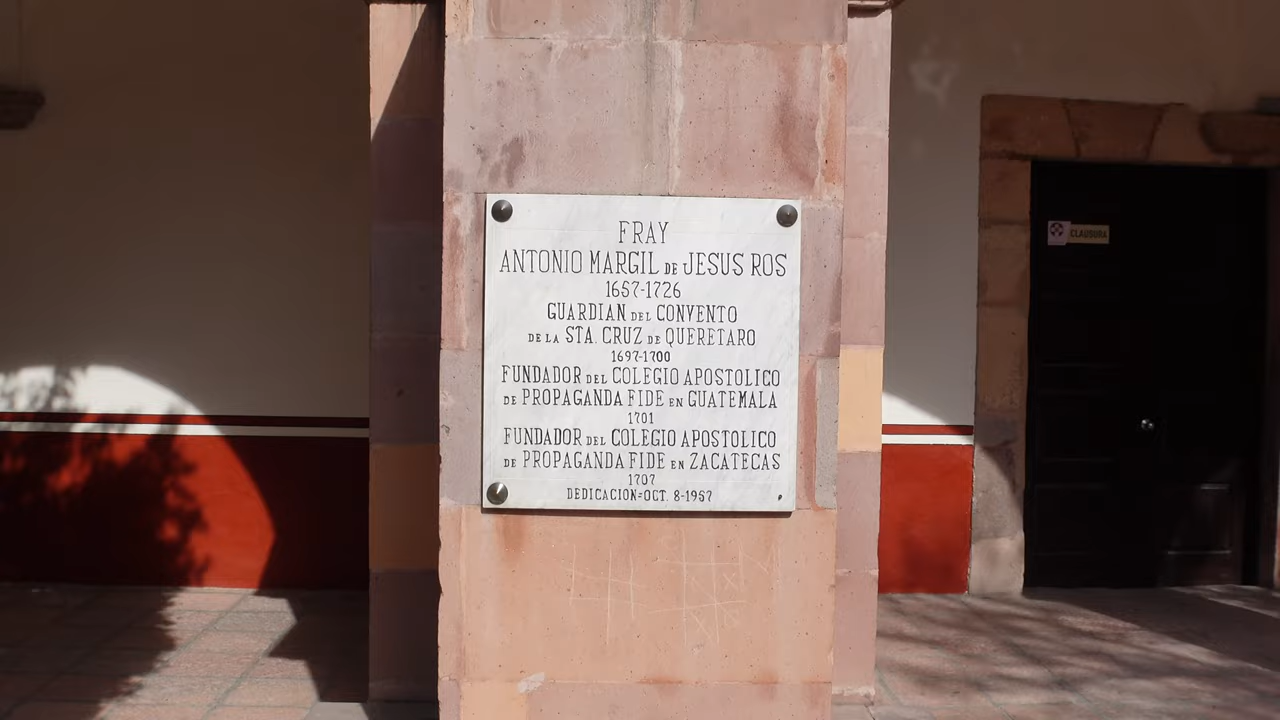 FRAY
ANTONIO MARGIL DE JESUS ROS
1657-1726
GUARDIAN DEL CONVENTO
DE LA STA. CRUZ DE QUERETARO
1697-1700
FUNDADOR DEL COLEGIO APOSTOLICO
DE PROPAGANDA FIDE EN GUATEMALA
1701
FUNDADOR DEL COLEGIO APOSTOLICO
DE PROPAGANDA FIDE EN ZACATECAS
1707
DEDICACION=OCT. 8-1957
CLAUSURA